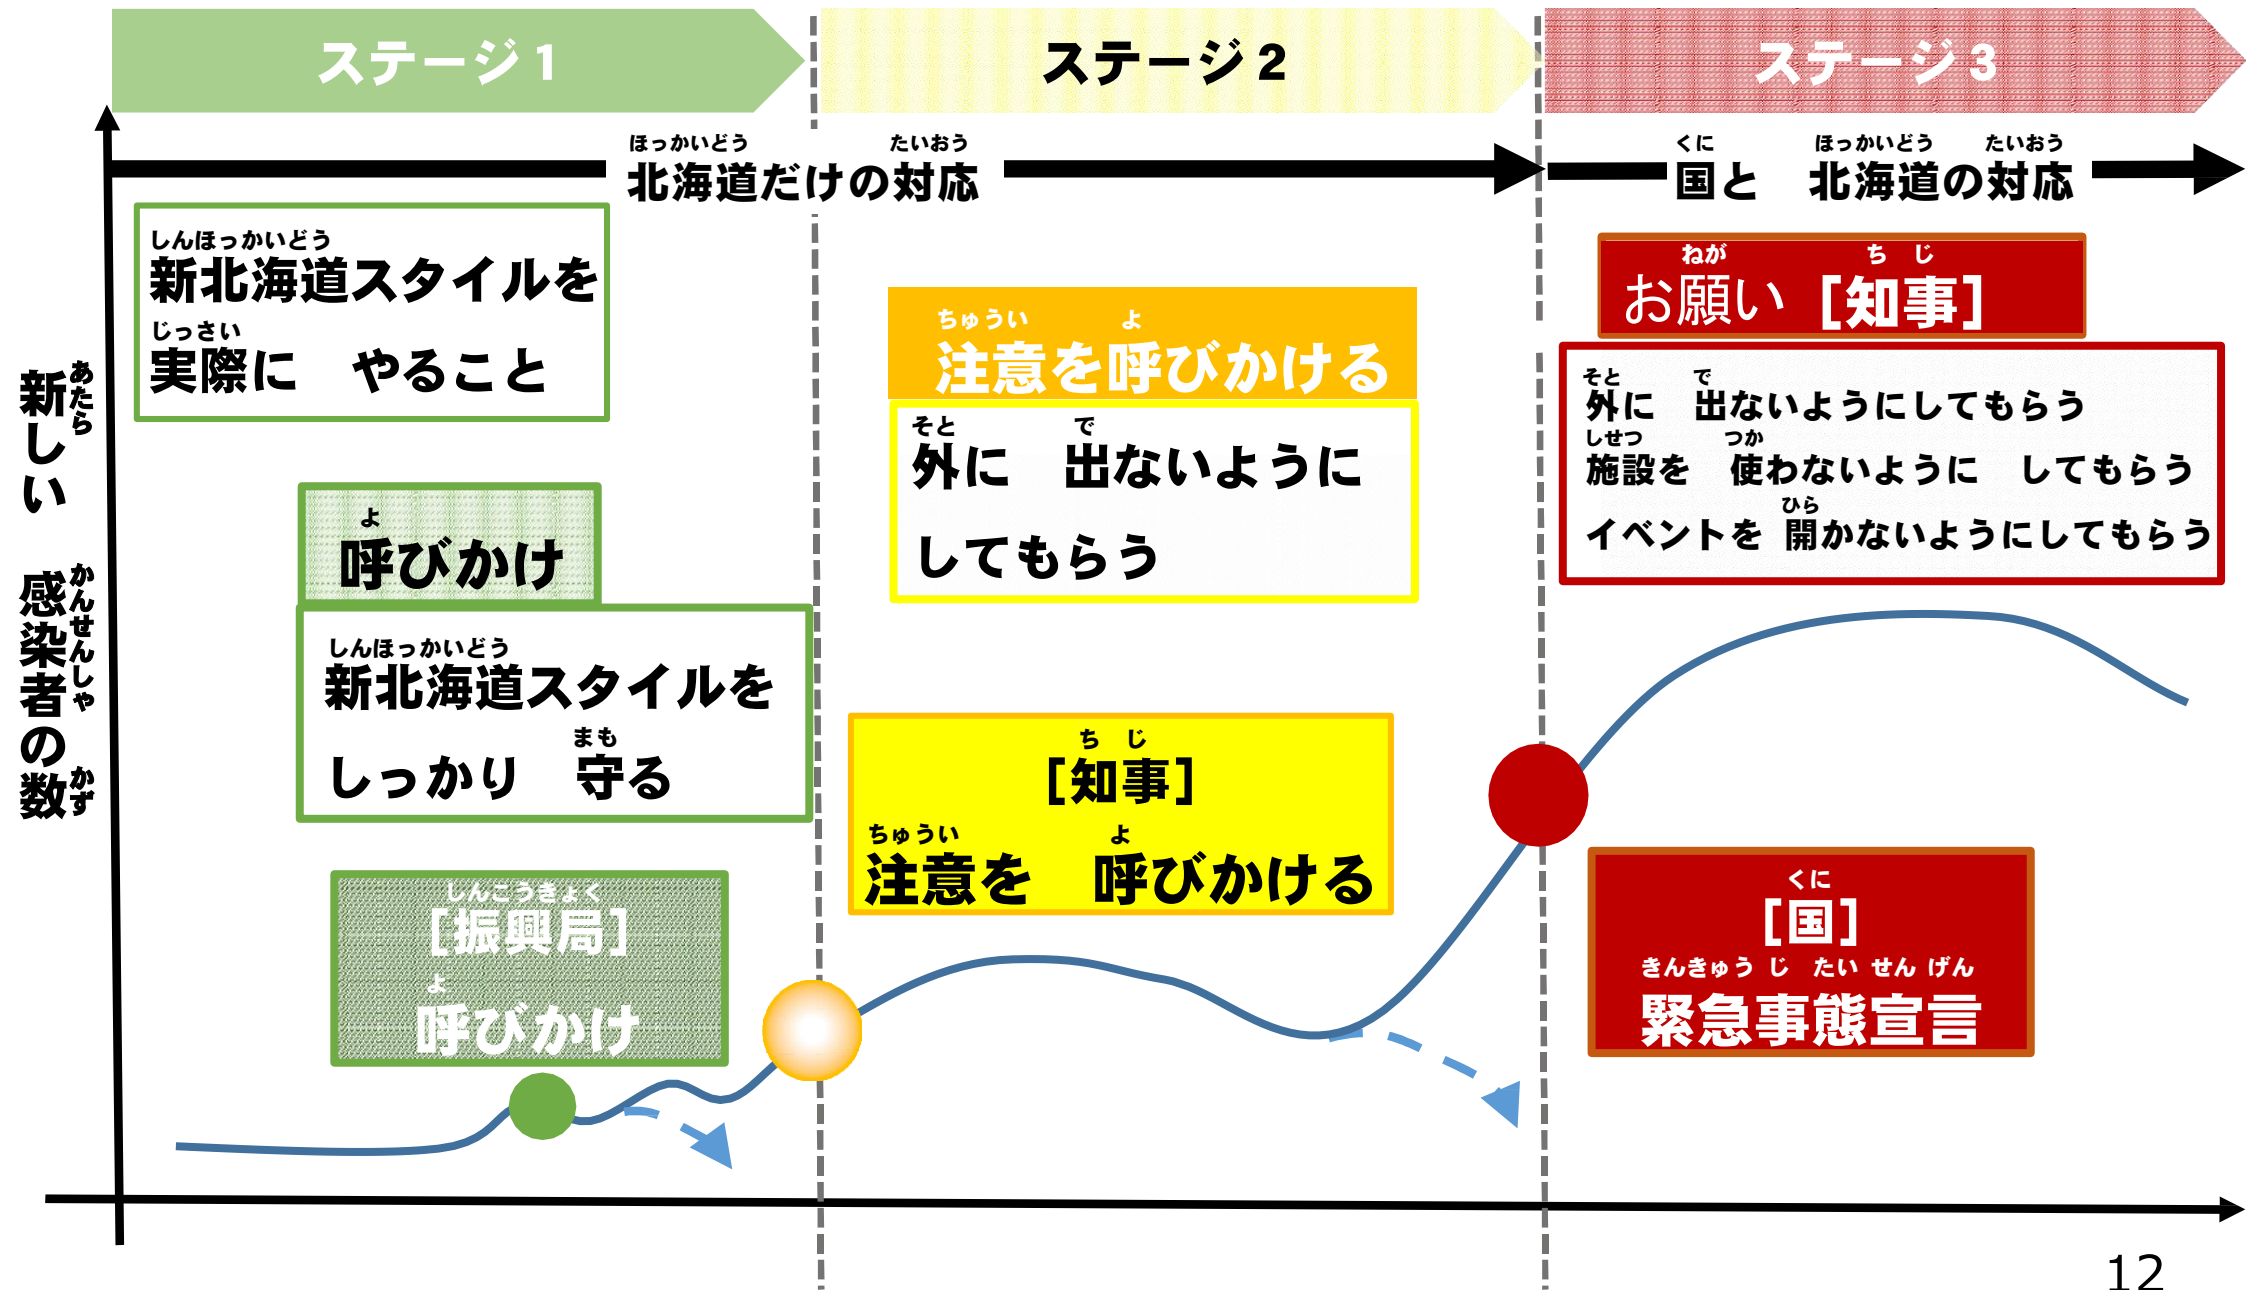 ステージ1
ステージ2
ステージ3
ほっかいどう たいおう
北海道だけの対応
くに ほっかいどう たいおう
国と 北海道の対応
あたら かんせんしゃ かず
新しい 感染者の数
しんほっかいどう
新北海道スタイルを
じっさい
実際に やること
よ
呼びかけ
しんほっかいどう
新北海道スタイルを
まも
しっかり 守る
しんこうきょく
[振興局]
よ
呼びかけ
ちゅうい よ
注意を呼びかける
そと で
外に 出ないように
してもらう
ち じ
[知事]
ちゅうい よ
注意を 呼びかける
ねが ち じ
お願い [知事]
そと で
外に 出ないようにしてもらう
しせつ つか
施設を 使わないように してもらう
ひら
イベントを 開かないようにしてもらう
くに
[国]
きんきゅう じ たい せん げん
緊急事態宣言
12